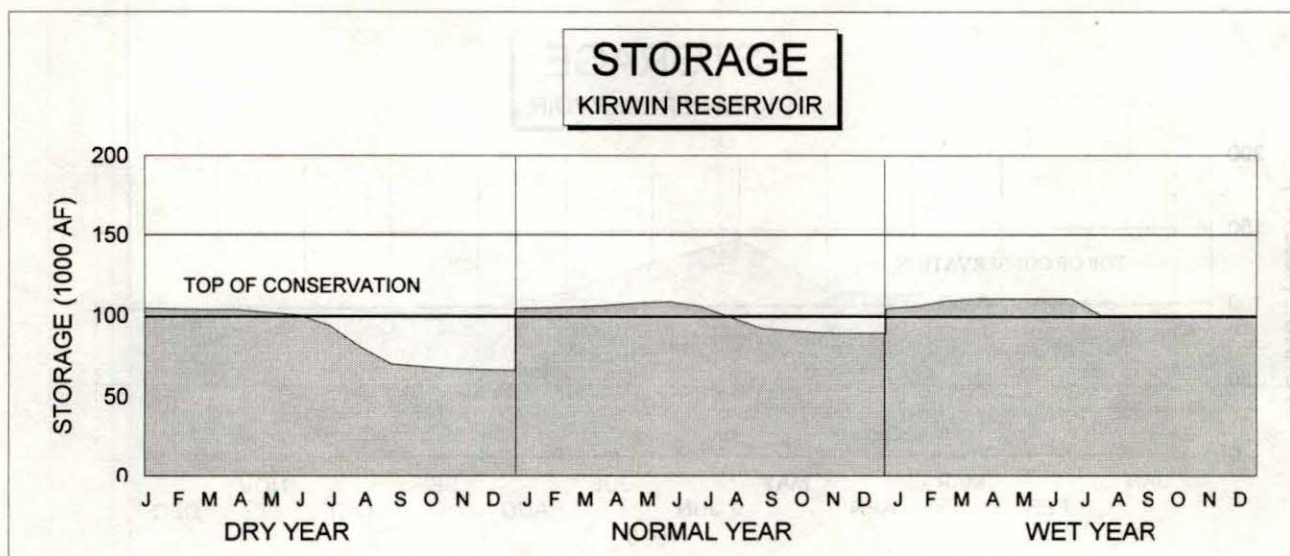 STORAGE
KIRWIN RESERVOIR
STORAGE (1000 AF)
200
150
100
50
0
TOP OF CONSERVATION
J F M A M J J A S O N D J F M A M J J A S O N D J F M A M J J A S O N D
DRY YEAR NORMAL YEAR WET YEAR